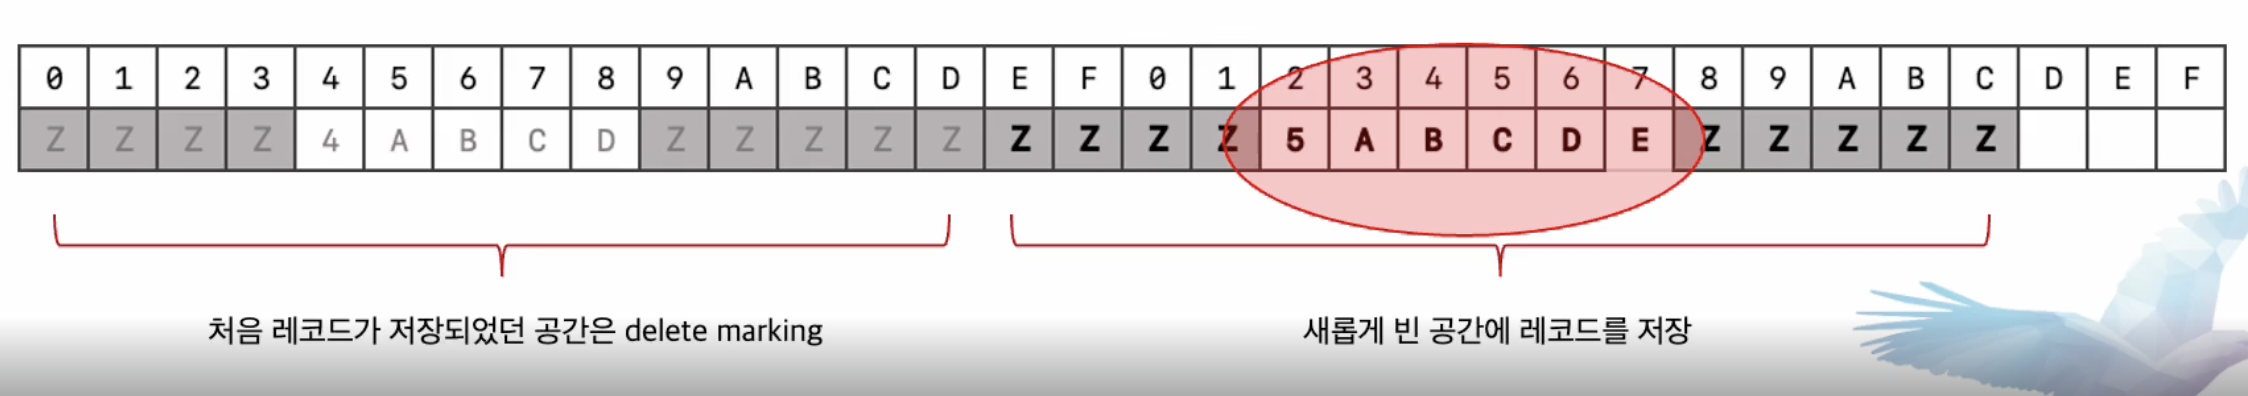 0 1 2 3 4 5 6 7 8 9 A B C D E F 0 1 2 3 4 5 6 7 8 9 A B C D E F
Z Z Z Z 4 A B C D Z Z Z Z Z Z Z Z Z 5 A B C D E Z Z Z Z Z
처음 레코드가 저장되었던 공간은 delete marking
새롭게 빈 공간에 레코드를 저장